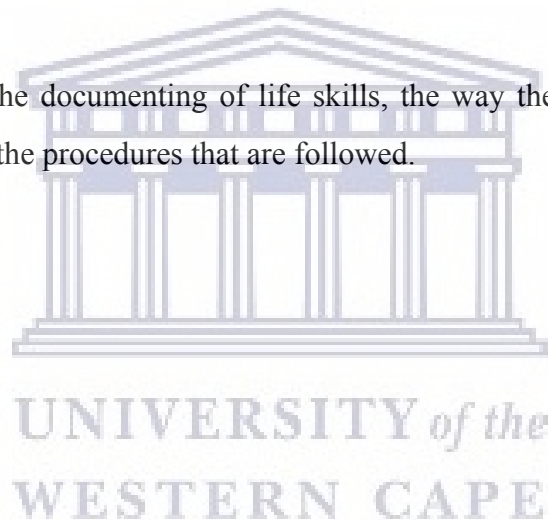 he documenting of life skills, the way the
the procedures that are followed.
UNIVERSITY of the
WESTERN CAPE